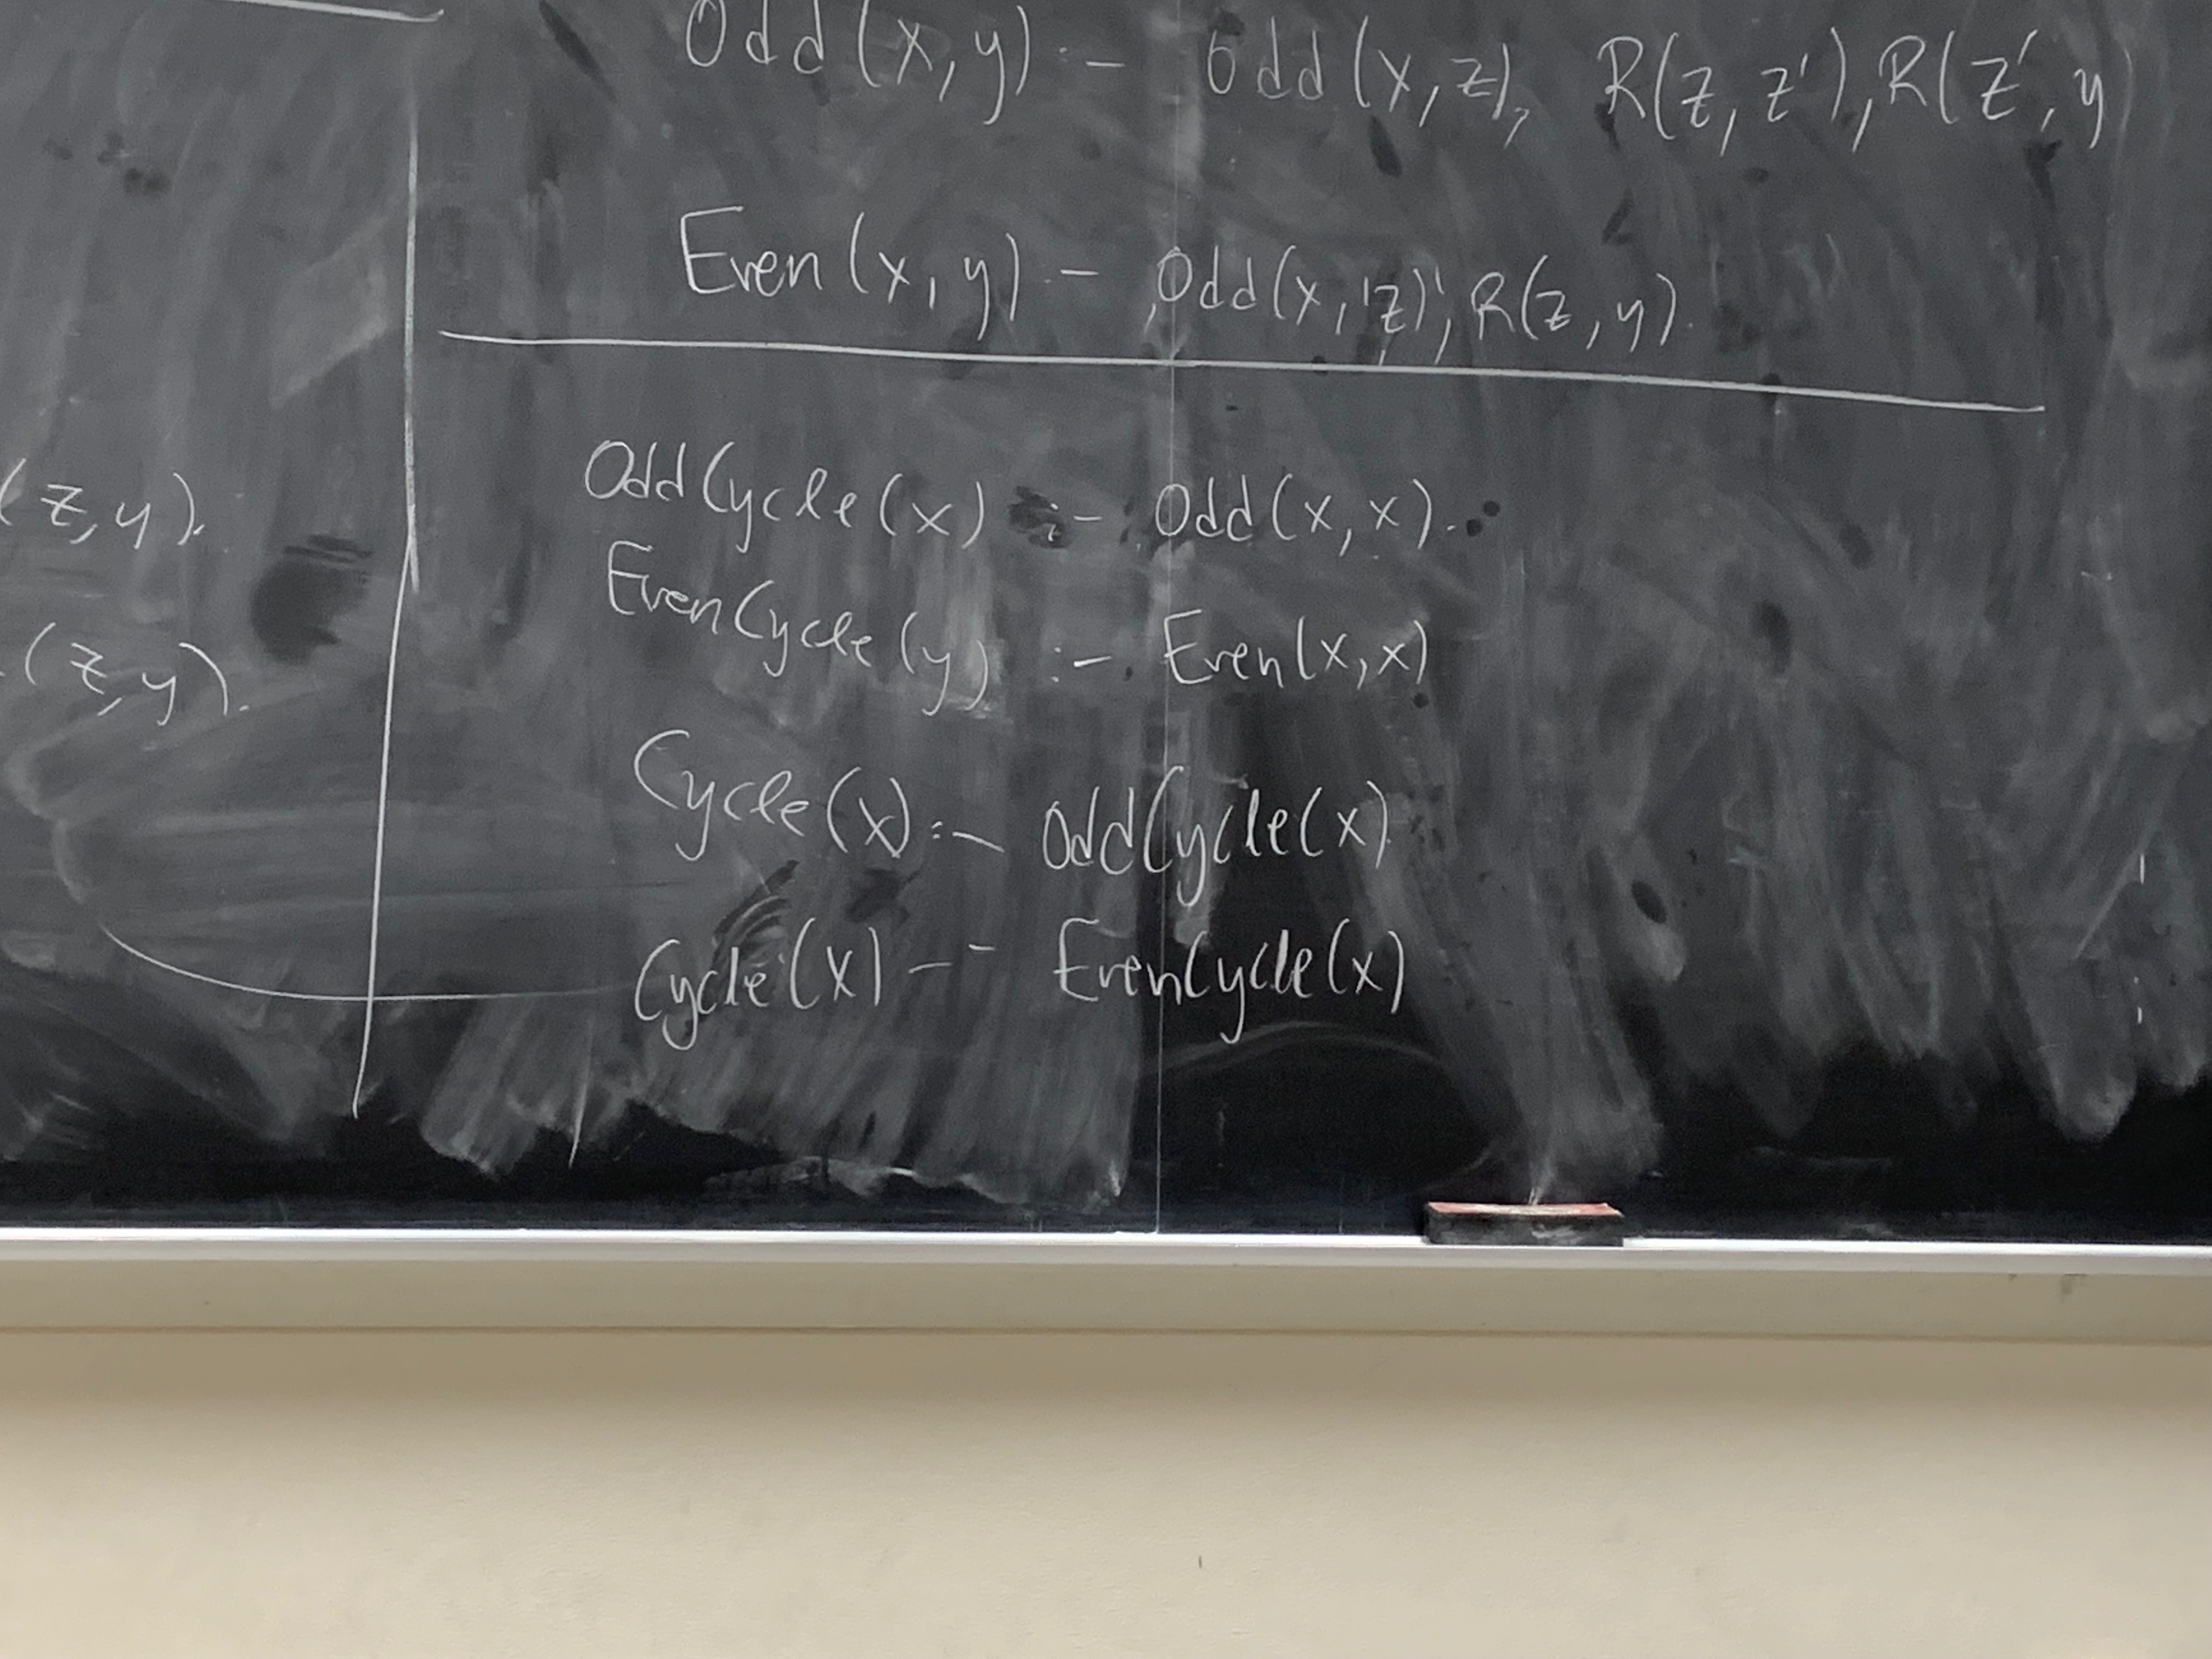 Odd(x,y) :- Odd(x,z), R(z,z'),R(z',y
Even(x,y) - Odd(x,z), R(z,y).
(z,y).
(z,y).
OddCycle(x) :- Odd(x,x).
EvenCycle(y) :- Even(x,x)
Cycle(x) :- OddCycle(x)
Cycle(x) -- EvenCycle(x)